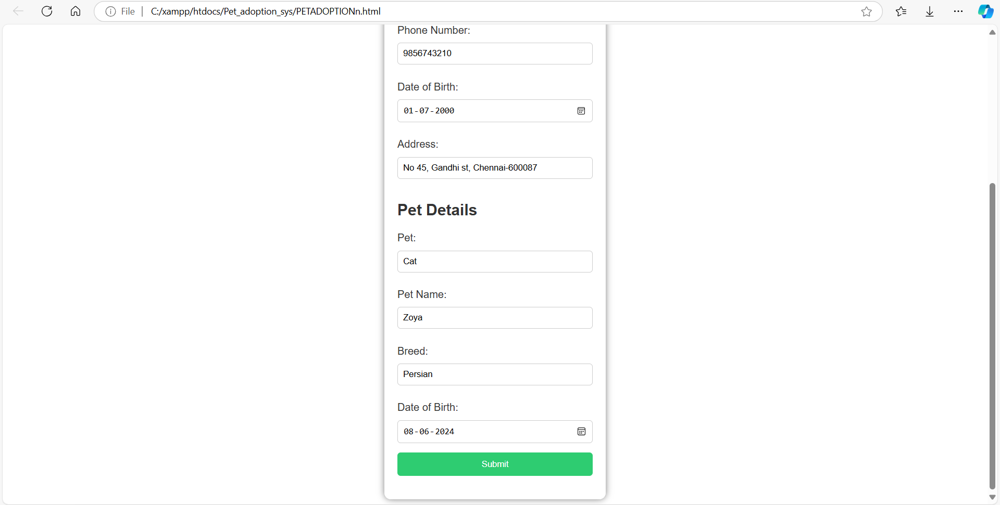 File C:/xampp/htdocs/Pet_adoption_sys/PETADOPTIONn.html
Phone Number:
9856743210
Date of Birth:
01-07-2000
Address:
No 45, Gandhi st, Chennai-600087
Pet Details
Pet:
Cat
Pet Name:
Zoya
Breed:
Persian
Date of Birth:
08-06-2024
Submit